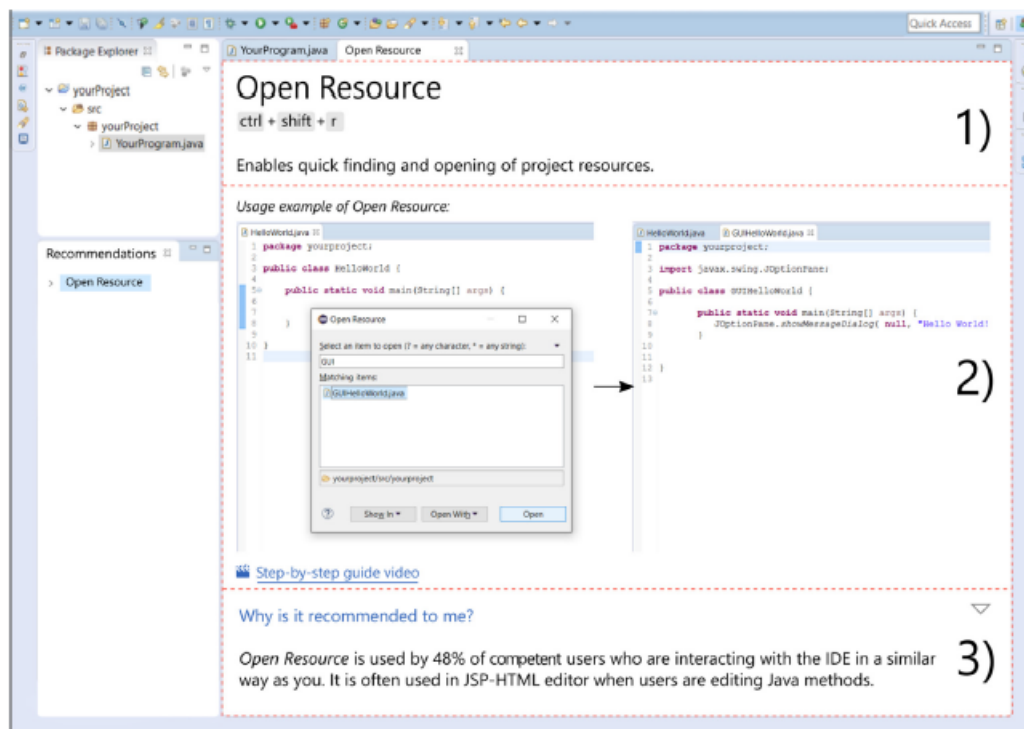 Quick Access
Package Explorer
yourProject
src
yourProject
YourProgram.java
Recommendations
Open Resource
YourProgram.java
Open Resource
Open Resource
ctrl + shift + r
1)
Enables quick finding and opening of project resources.
Usage example of Open Resource:
HelloWorld.java
1 package yourproject;
2
3 public class HelloWorld {
4
5 public static void main(String[] args) {
6
7
8 }
9
10 }
11
Open Resource
Select an item to open (? = any character, * = any string):
GUI
Matching items:
GUIHelloWorld.java
yourproject/src/yourproject
Show In
Open With
Open
HelloWorld.java
GUIHelloWorld.java
1 package yourproject;
2
3 import javax.swing.JOptionPane;
4
5 public class GUIHelloWorld {
6
7 public static void main(String[] args) {
8 JOptionPane.showMessageDialog( null, "Hello World!
9 }
10
11
12 }
13
2)
Step-by-step guide video
Why is it recommended to me?
Open Resource is used by 48% of competent users who are interacting with the IDE in a similar
way as you. It is often used in JSP-HTML editor when users are editing Java methods.
3)